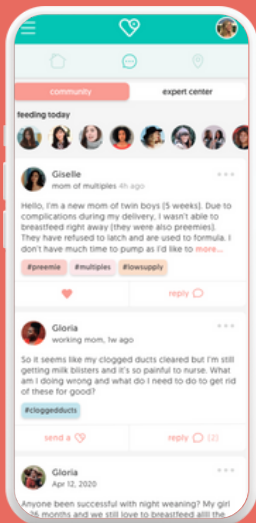 community
expert center
feeding today
Giselle
mom of multiples 4h ago
Hello, I'm a new mom of twin boys (5 weeks). Due to
complications during my delivery, I wasn't able to
breastfeed right away (they were also preemies).
They have refused to latch and are used to formula. I
don't have much time to pump as I'd like to more...
#preemie
#multiples
#lowsupply
reply
Gloria
working mom, 1w ago
So it seems like my clogged ducts cleared but I'm still
getting milk blisters and it's so painful to nurse. What
am I doing wrong and what do I need to do to get rid
of these for good?
#cloggedducts
send a
reply (2)
Gloria
Apr 12, 2020
Anyone been successful with night weaning? My girl
26 months and we still love to breastfeed allll the